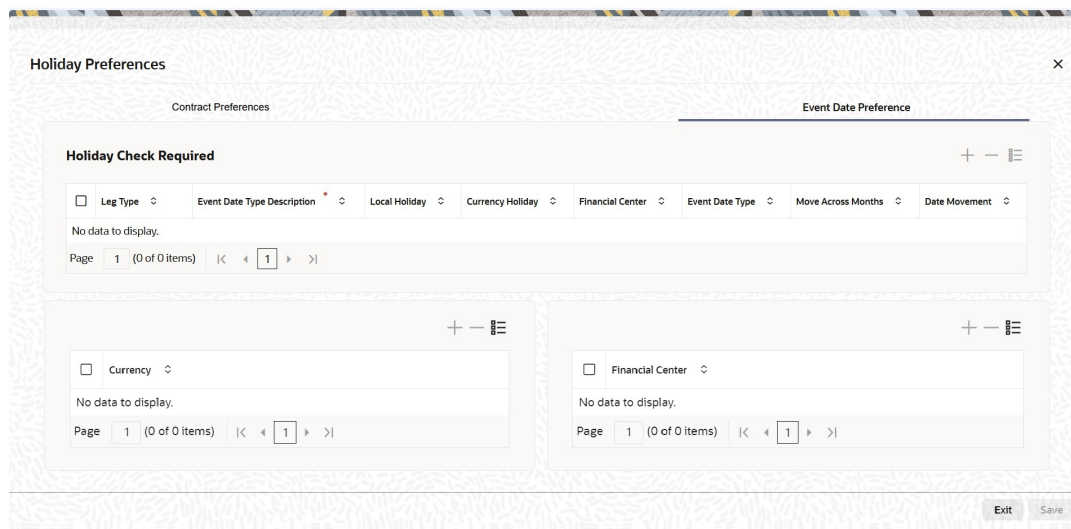 Holiday Preferences
Contract Preferences Event Date Preference
Holiday Check Required
Leg Type Event Date Type Description * Local Holiday Currency Holiday Financial Center Event Date Type Move Across Months Date Movement
No data to display.
Page 1 (0 of 0 items) 1
Currency
No data to display.
Page 1 (0 of 0 items) 1
Financial Center
No data to display.
Page 1 (0 of 0 items) 1
Exit Save